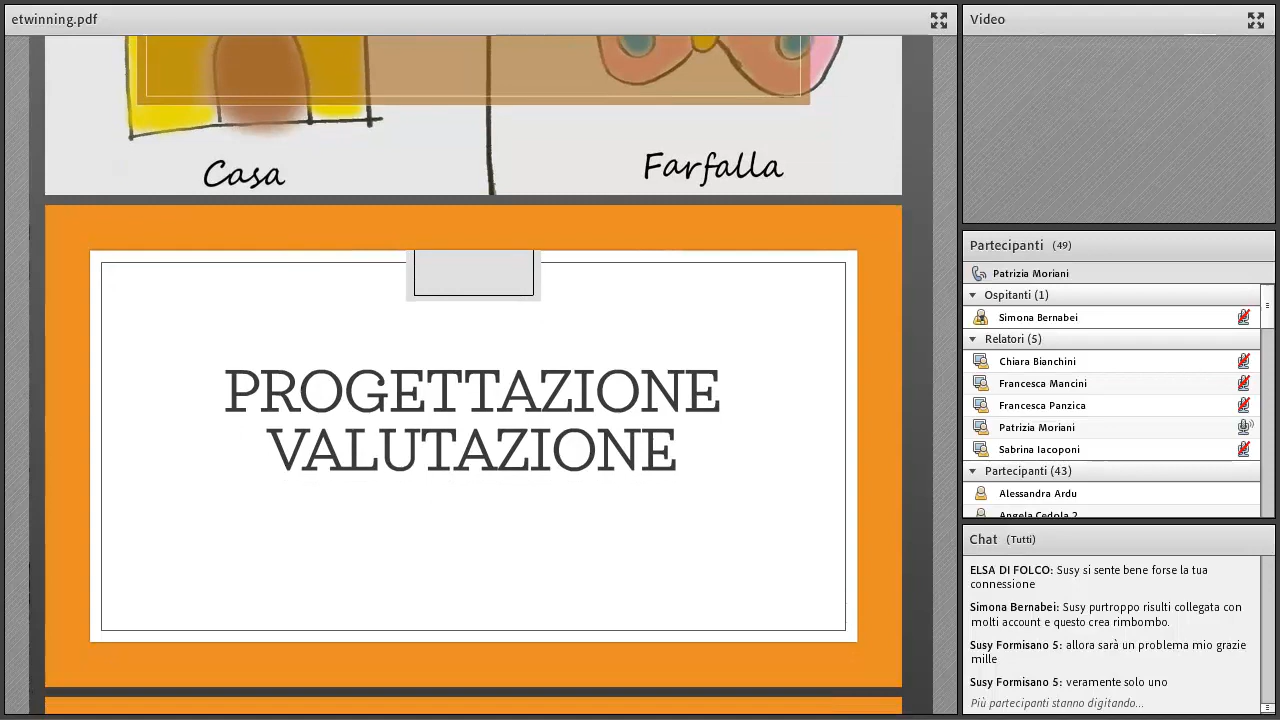 etwinning.pdf
Casa
Farfalla
PROGETTAZIONE
VALUTAZIONE
Video
Partecipanti (49)
Patrizia Moriani
Ospitanti (1)
Simona Bernabei
Relatori (5)
Chiara Bianchini
Francesca Mancini
Francesca Panzica
Patrizia Moriani
Sabrina Iacoponi
Partecipanti (43)
Alessandra Ardu
Angela Cedola 2
Chat (Tutti)
ELSA DI FOLCO: Susy si sente bene forse la tua
connessione
Simona Bernabei: Susy purtroppo risulti collegata con
molti account e questo crea rimbombo.
Susy Formisano 5: allora sarà un problema mio grazie
mille
Susy Formisano 5: veramente solo uno
Più partecipanti stanno digitando...